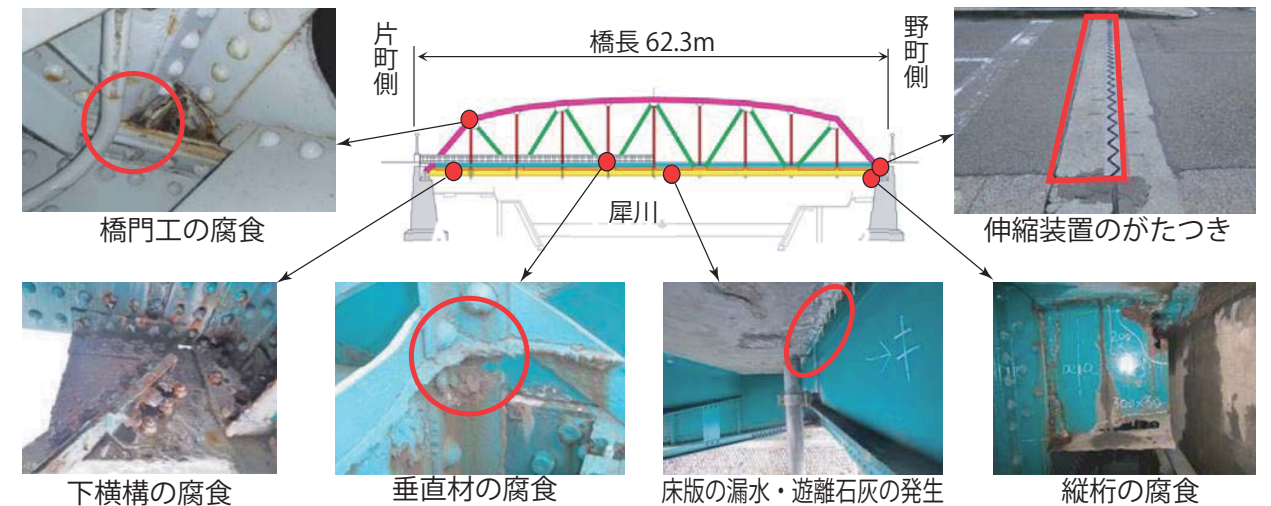 片町側
橋長 62.3m
野町側
犀川
橋門工の腐食
伸縮装置のがたつき
下横構の腐食
垂直材の腐食
床版の漏水・遊離石灰の発生
縦桁の腐食